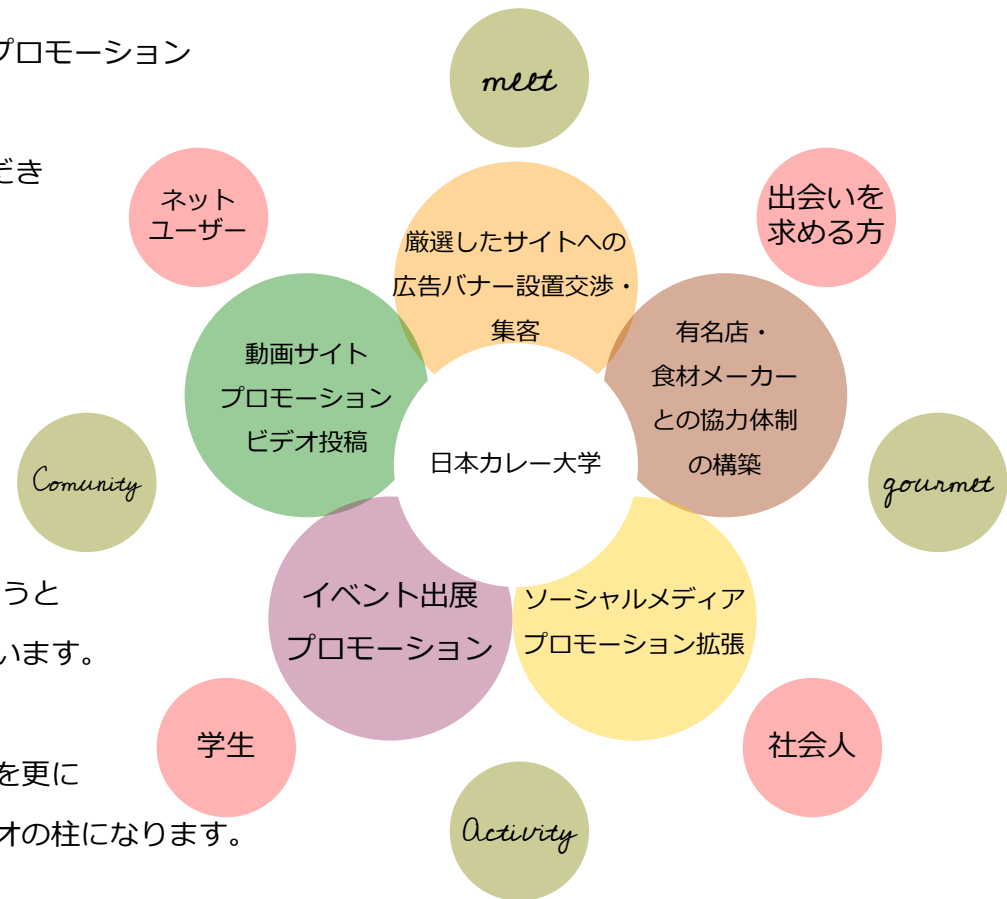 プロモーション
だき
うと
います。
を更に
オの柱になります。
meet
ネット
ユーザー
出会いを
求める方
厳選したサイトへの
広告バナー設置交渉・
集客
動画サイト
プロモーション
ビデオ投稿
有名店・
食材メーカー
との協力体制
の構築
日本カレー大学
Comunity
gourmet
イベント出展
プロモーション
ソーシャルメディア
プロモーション拡張
学生
社会人
Activity